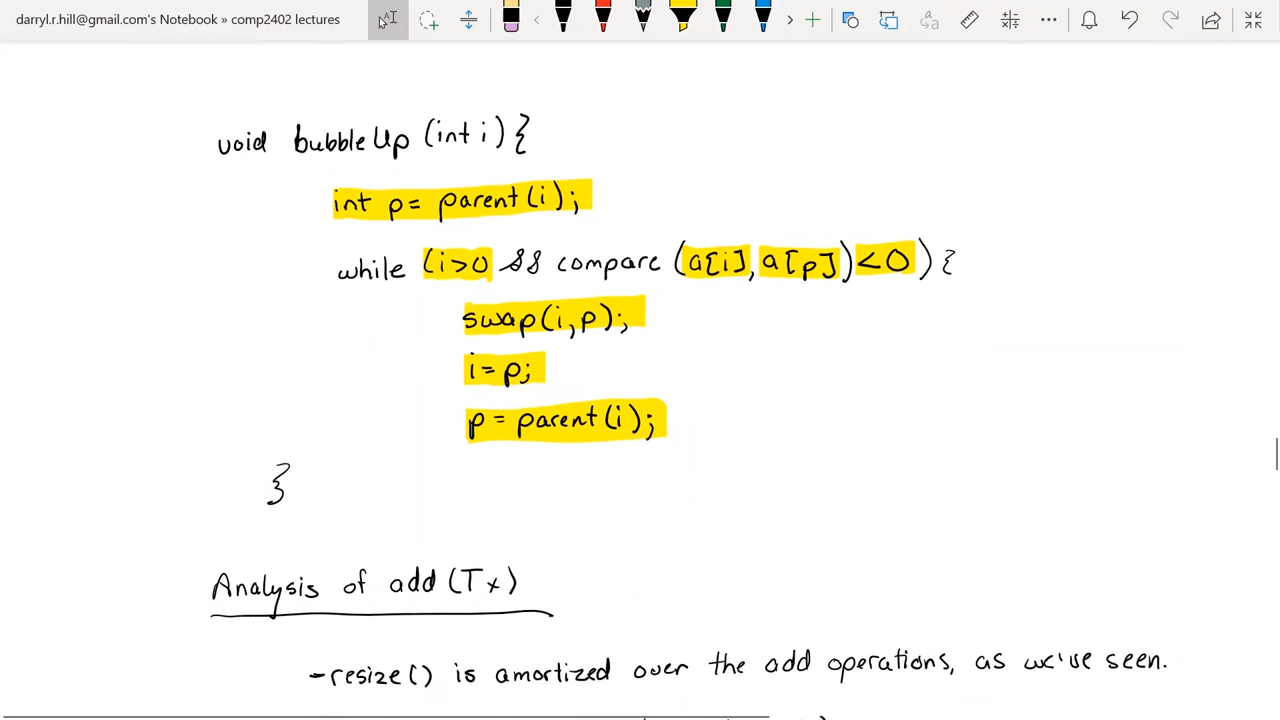 darryl.r.hill@gmail.com's Notebook » comp2402 lectures
void bubbleUp (int i) {
int p = parent(i);
while (i>0 && compare (a[i], a[p]) <0 ) {
swap(i,p);
i = p;
p = parent(i);
}
Analysis of add (T x)
- resize() is amortized over the add operations, as we've seen.